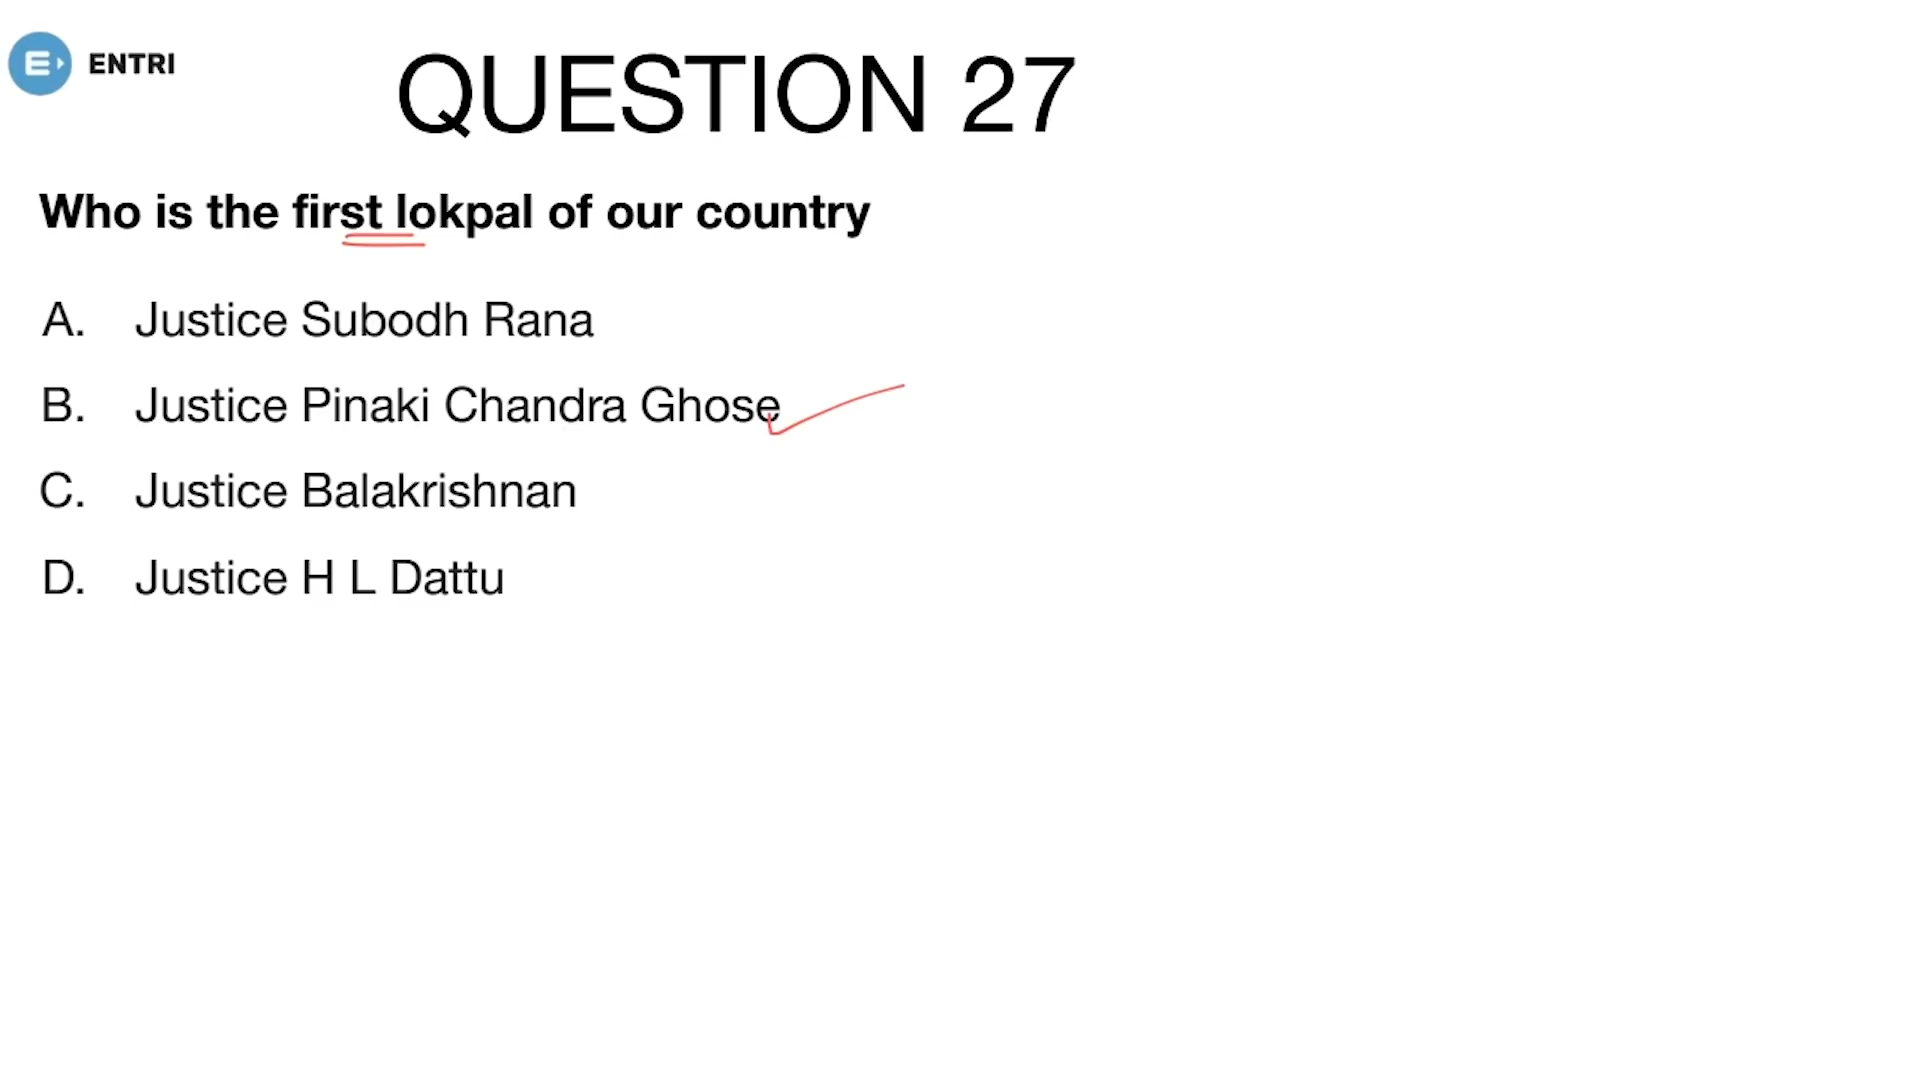 ENTRI
QUESTION 27
Who is the first lokpal of our country
A. Justice Subodh Rana
B. Justice Pinaki Chandra Ghose
C. Justice Balakrishnan
D. Justice H L Dattu